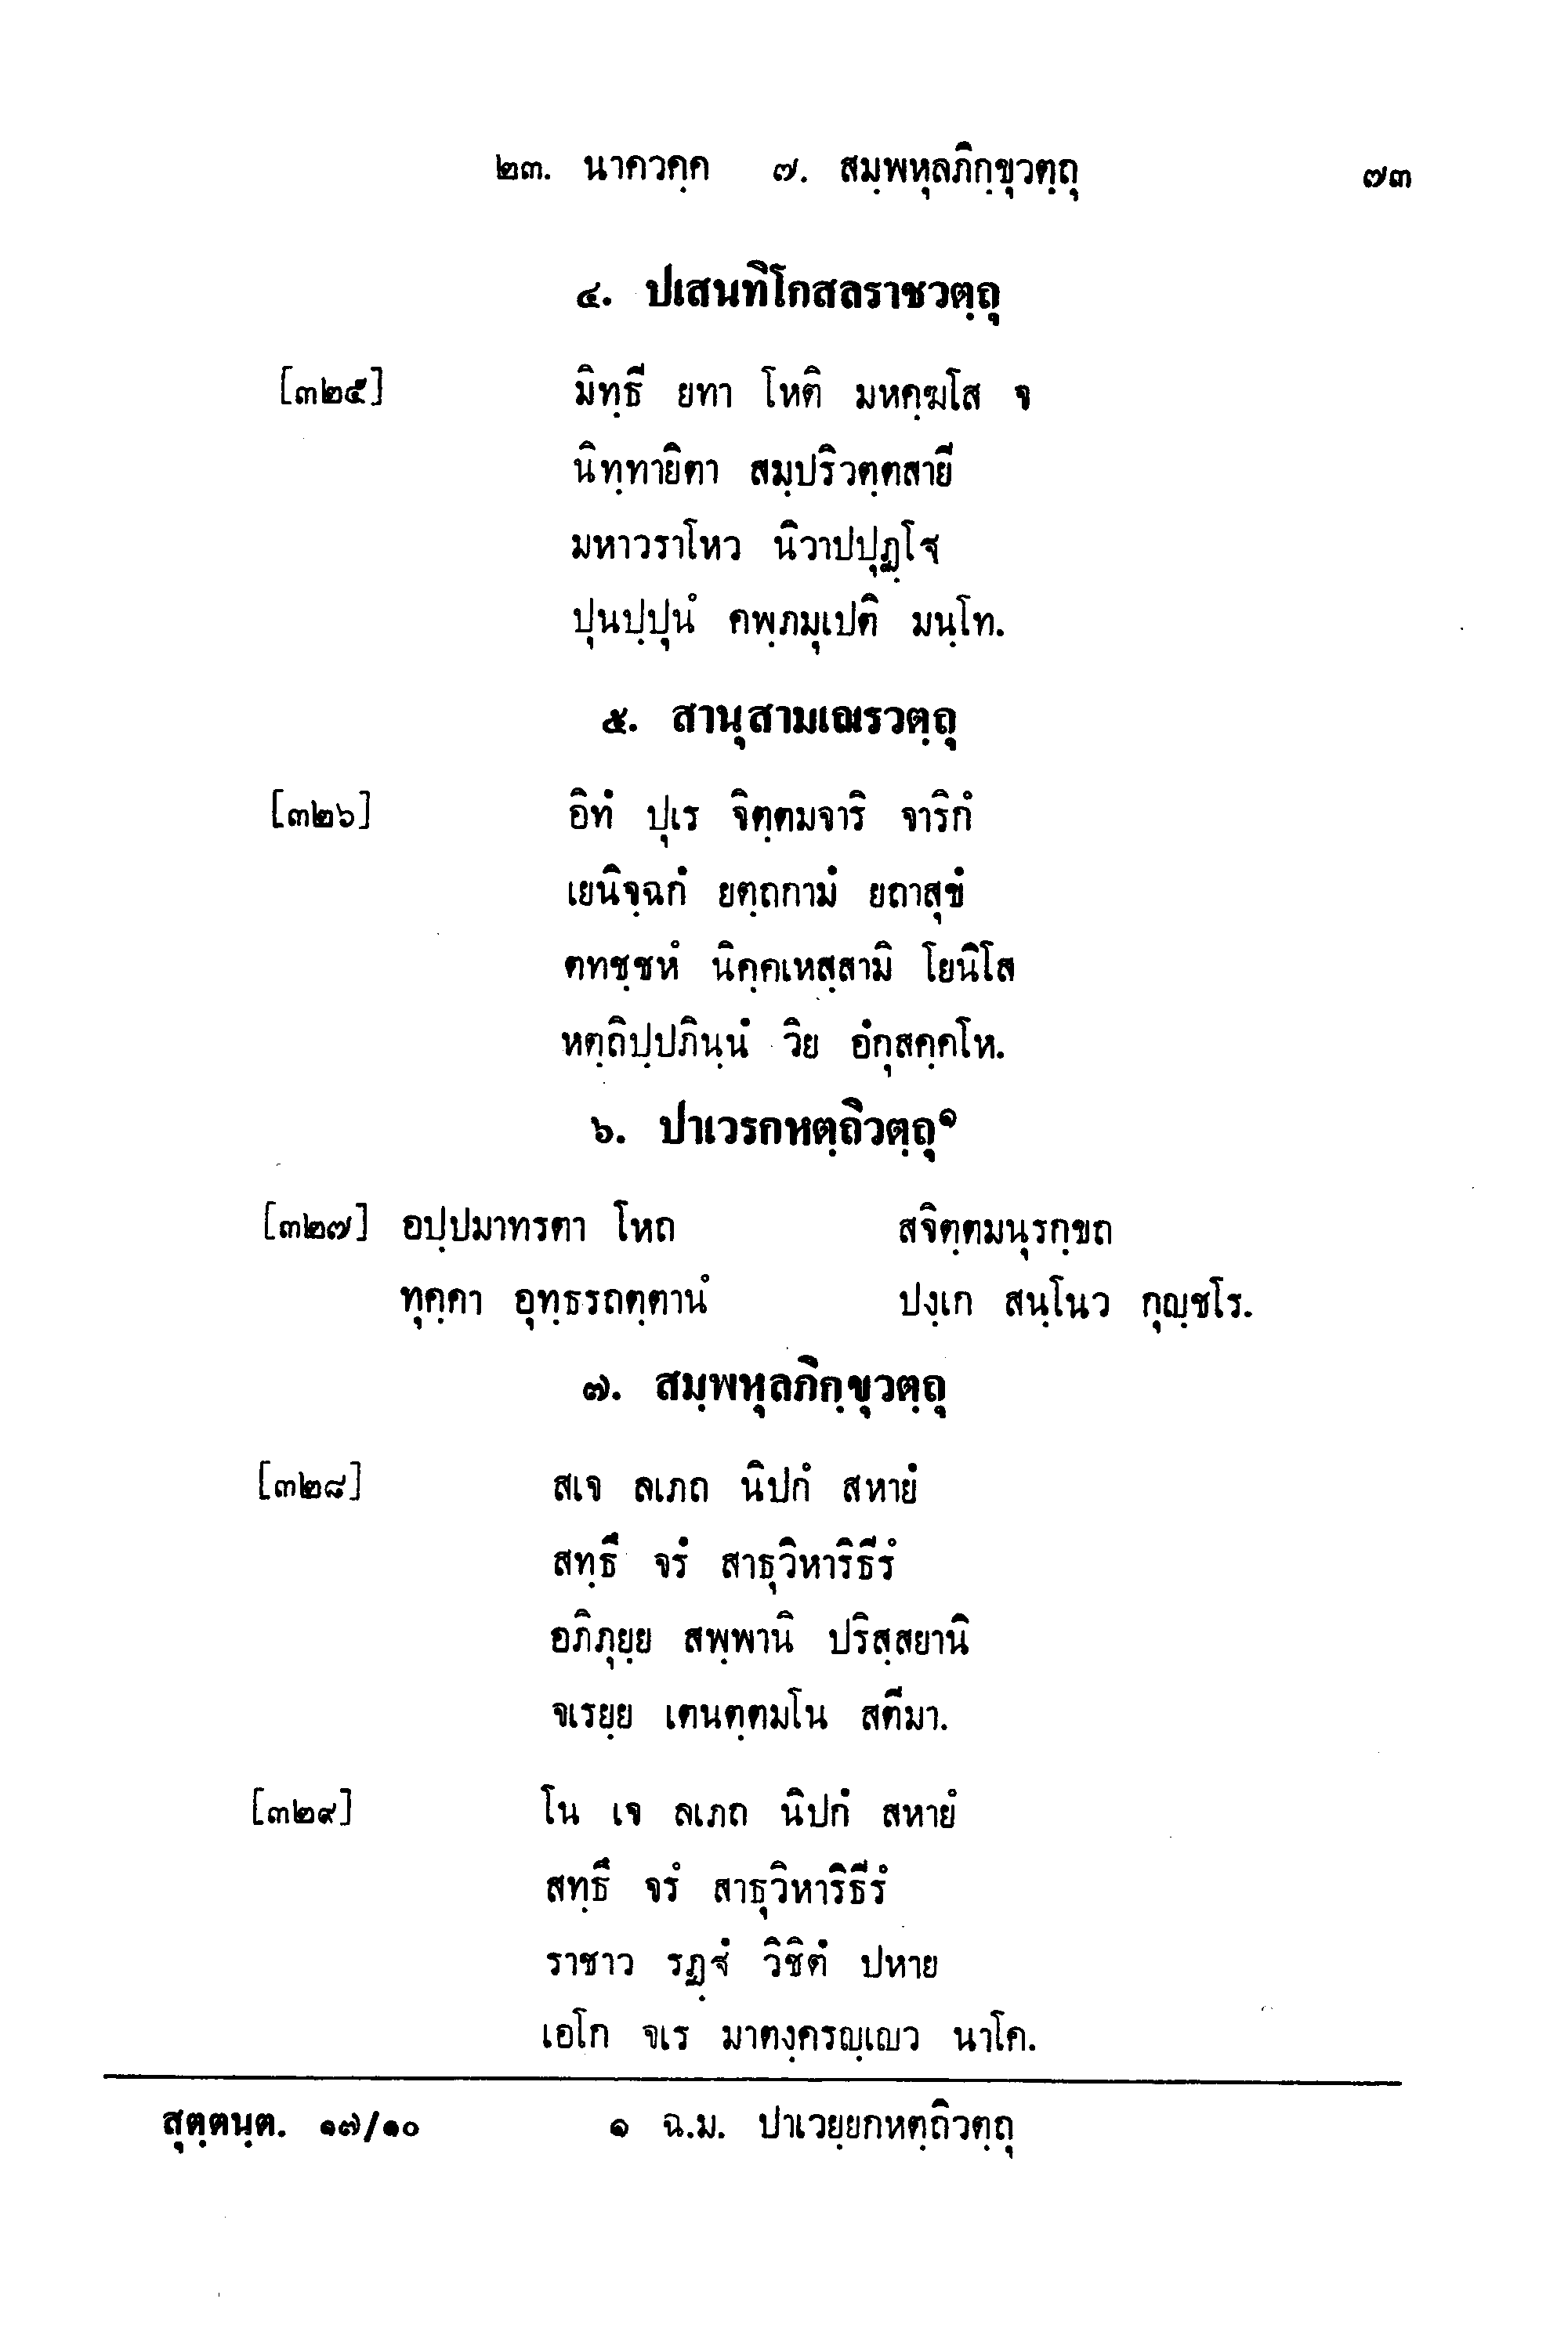 ๒๓. นาควคฺค ๗. สมฺพหุลภิกฺขุวตฺถุ ๗๓
๔. ปเสนทิโกสลราชวตฺถุ
[๓๒๕] มิทฺธี ยทา โหติ มหคฺฆโส จ
นิทฺทายิตา สมฺปริวตฺตสายี
มหาวราโหว นิวาปปุฏฺโฐ
ปุนปฺปุนํ คพฺภมุเปติ มนฺโท.
๕. สานุสามเณรวตฺถุ
[๓๒๖] อิทํ ปุเร จิตฺตมจาริ จาริกํ
เยนิจฺฉกํ ยตฺถกามํ ยถาสุขํ
ตทชฺชหํ นิคฺคเหสฺสามิ โยนิโส
หตฺถิปฺปภินฺนํ วิย อํกุสคฺคโห.
๖. ปาเวรกหตฺถิวตฺถุ๑
[๓๒๗] อปฺปมาทรตา โหถ สจิตฺตมนุรกฺขถ
ทุคฺคา อุทฺธรถตฺตานํ ปงฺเก สนฺโนว กุญฺชโร.
๗. สมฺพหุลภิกฺขุวตฺถุ
[๓๒๘] สเจ ลเภถ นิปกํ สหายํ
สทฺธึ จรํ สาธุวิหาริธีรํ
อภิภุยฺย สพฺพานิ ปริสฺสยานิ
จเรยฺย เตนตฺตมโน สตีมา.
[๓๒๙] โน เจ ลเภถ นิปกํ สหายํ
สทฺธึ จรํ สาธุวิหาริธีรํ
ราชาว รฏฺฐํ วิชิตํ ปหาย
เอโก จเร มาตงฺครญฺเญว นาโค.
สุตฺตนฺต. ๑๗/๑๐ ๑ ฉ.ม. ปาเวยฺยกหตฺถิวตฺถุ